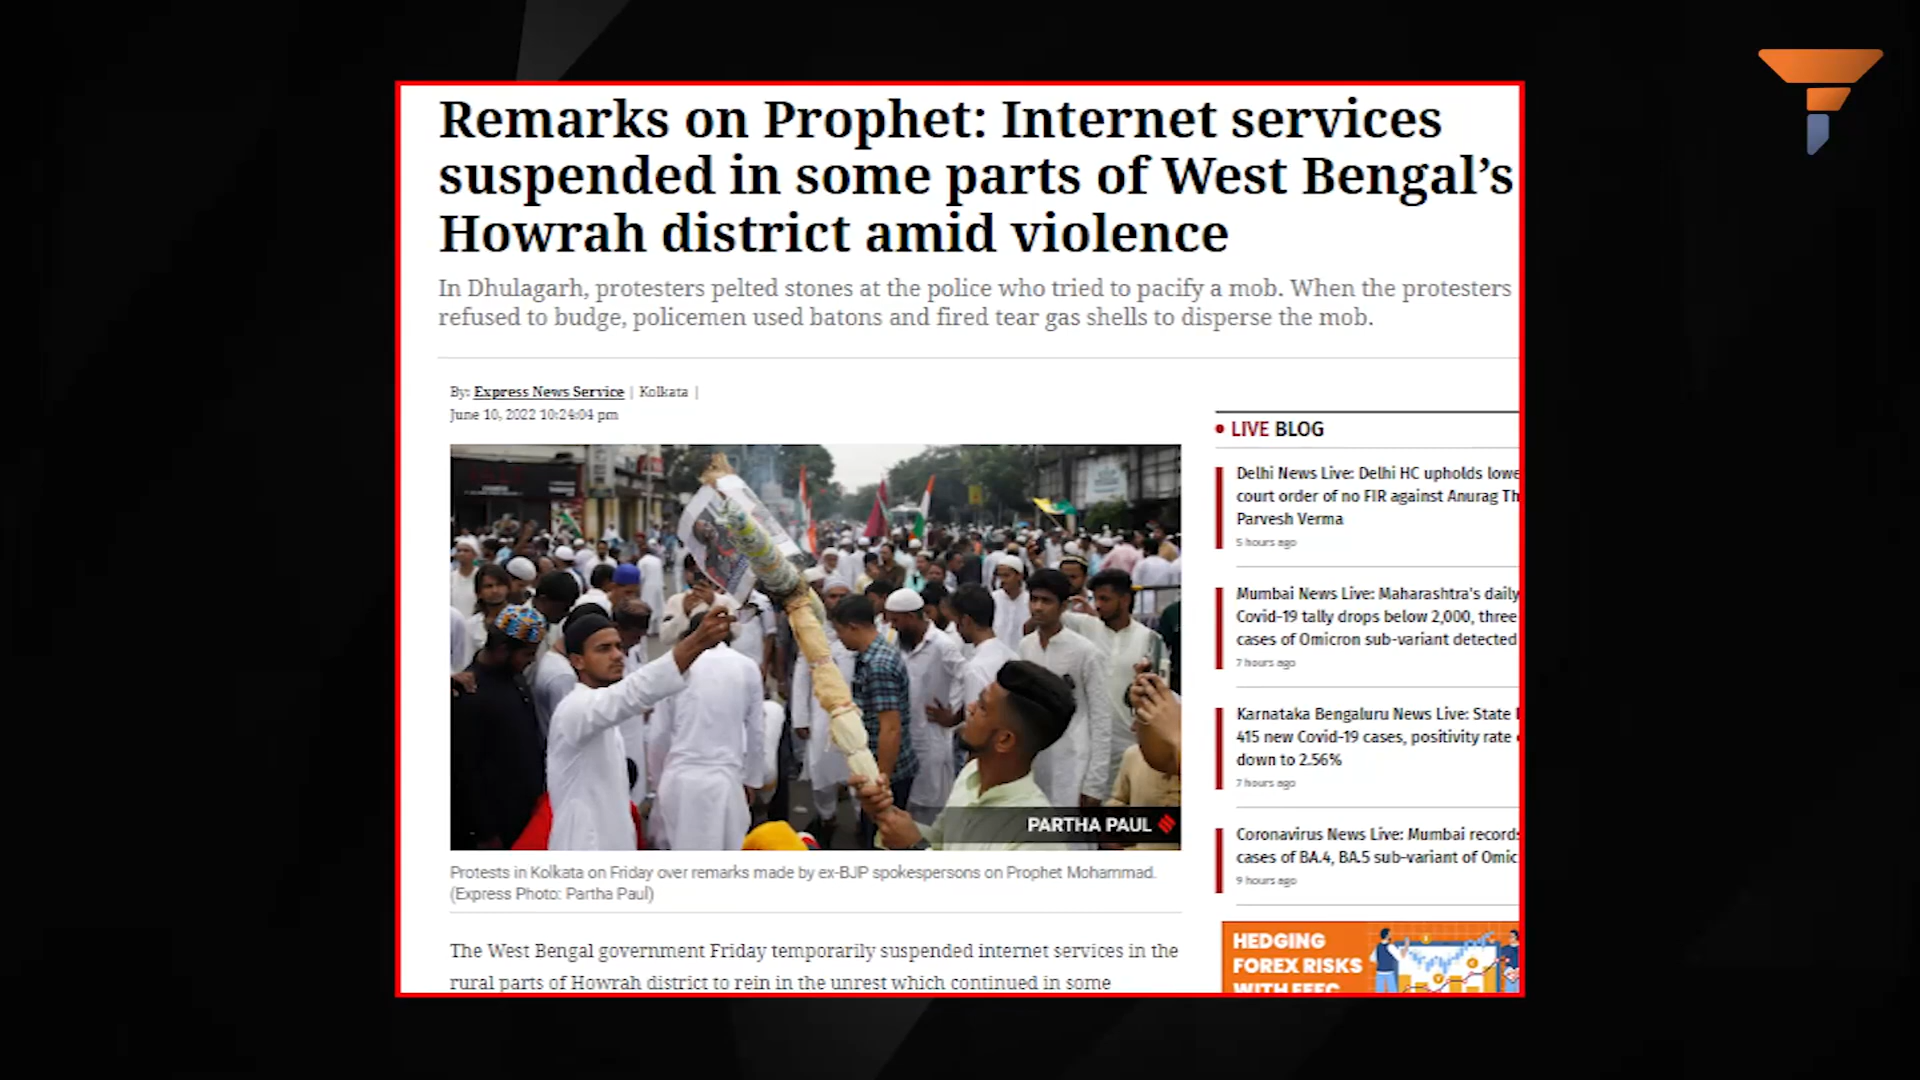 Remarks on Prophet: Internet services
suspended in some parts of West Bengal's
Howrah district amid violence
In Dhulagarh, protesters pelted stones at the police who tried to pacify a mob. When the protesters
refused to budge, policemen used batons and fired tear gas shells to disperse the mob.
By: Express News Service | Kolkata |
June 10, 2022 10:24:04 pm
PARTHA PAUL
Protests in Kolkata on Friday over remarks made by ex-BJP spokespersons on Prophet Mohammad.
(Express Photo: Partha Paul)
The West Bengal government Friday temporarily suspended internet services in the
rural parts of Howrah district to rein in the unrest which continued in some
LIVE BLOG
Delhi News Live: Delhi HC upholds lowe
court order of no FIR against Anurag Th
Parvesh Verma
5 hours ago
Mumbai News Live: Maharashtra's daily
Covid-19 tally drops below 2,000, three
cases of Omicron sub-variant detected
7 hours ago
Karnataka Bengaluru News Live: State
415 new Covid-19 cases, positivity rate
down to 2.56%
7 hours ago
Coronavirus News Live: Mumbai records
cases of BA.4, BA.5 sub-variant of Omic
9 hours ago
HEDGING
FOREX RISKS
WITH EEFC